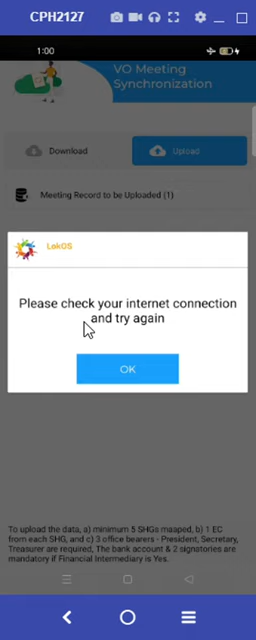 CPH2127
1:00
VO Meeting
Synchronization
Download
Upload
Meeting Record to be Uploaded (1)
LokOS
Please check your internet connection
and try again
OK
To upload the data, a) minimum 5 SHGs maaped, b) 1 EC
from each SHG, and c) 3 office bearers - President, Secretary,
Treasurer are required, The bank account & 2 signatories are
mandatory if Financial Intermediary is Yes.